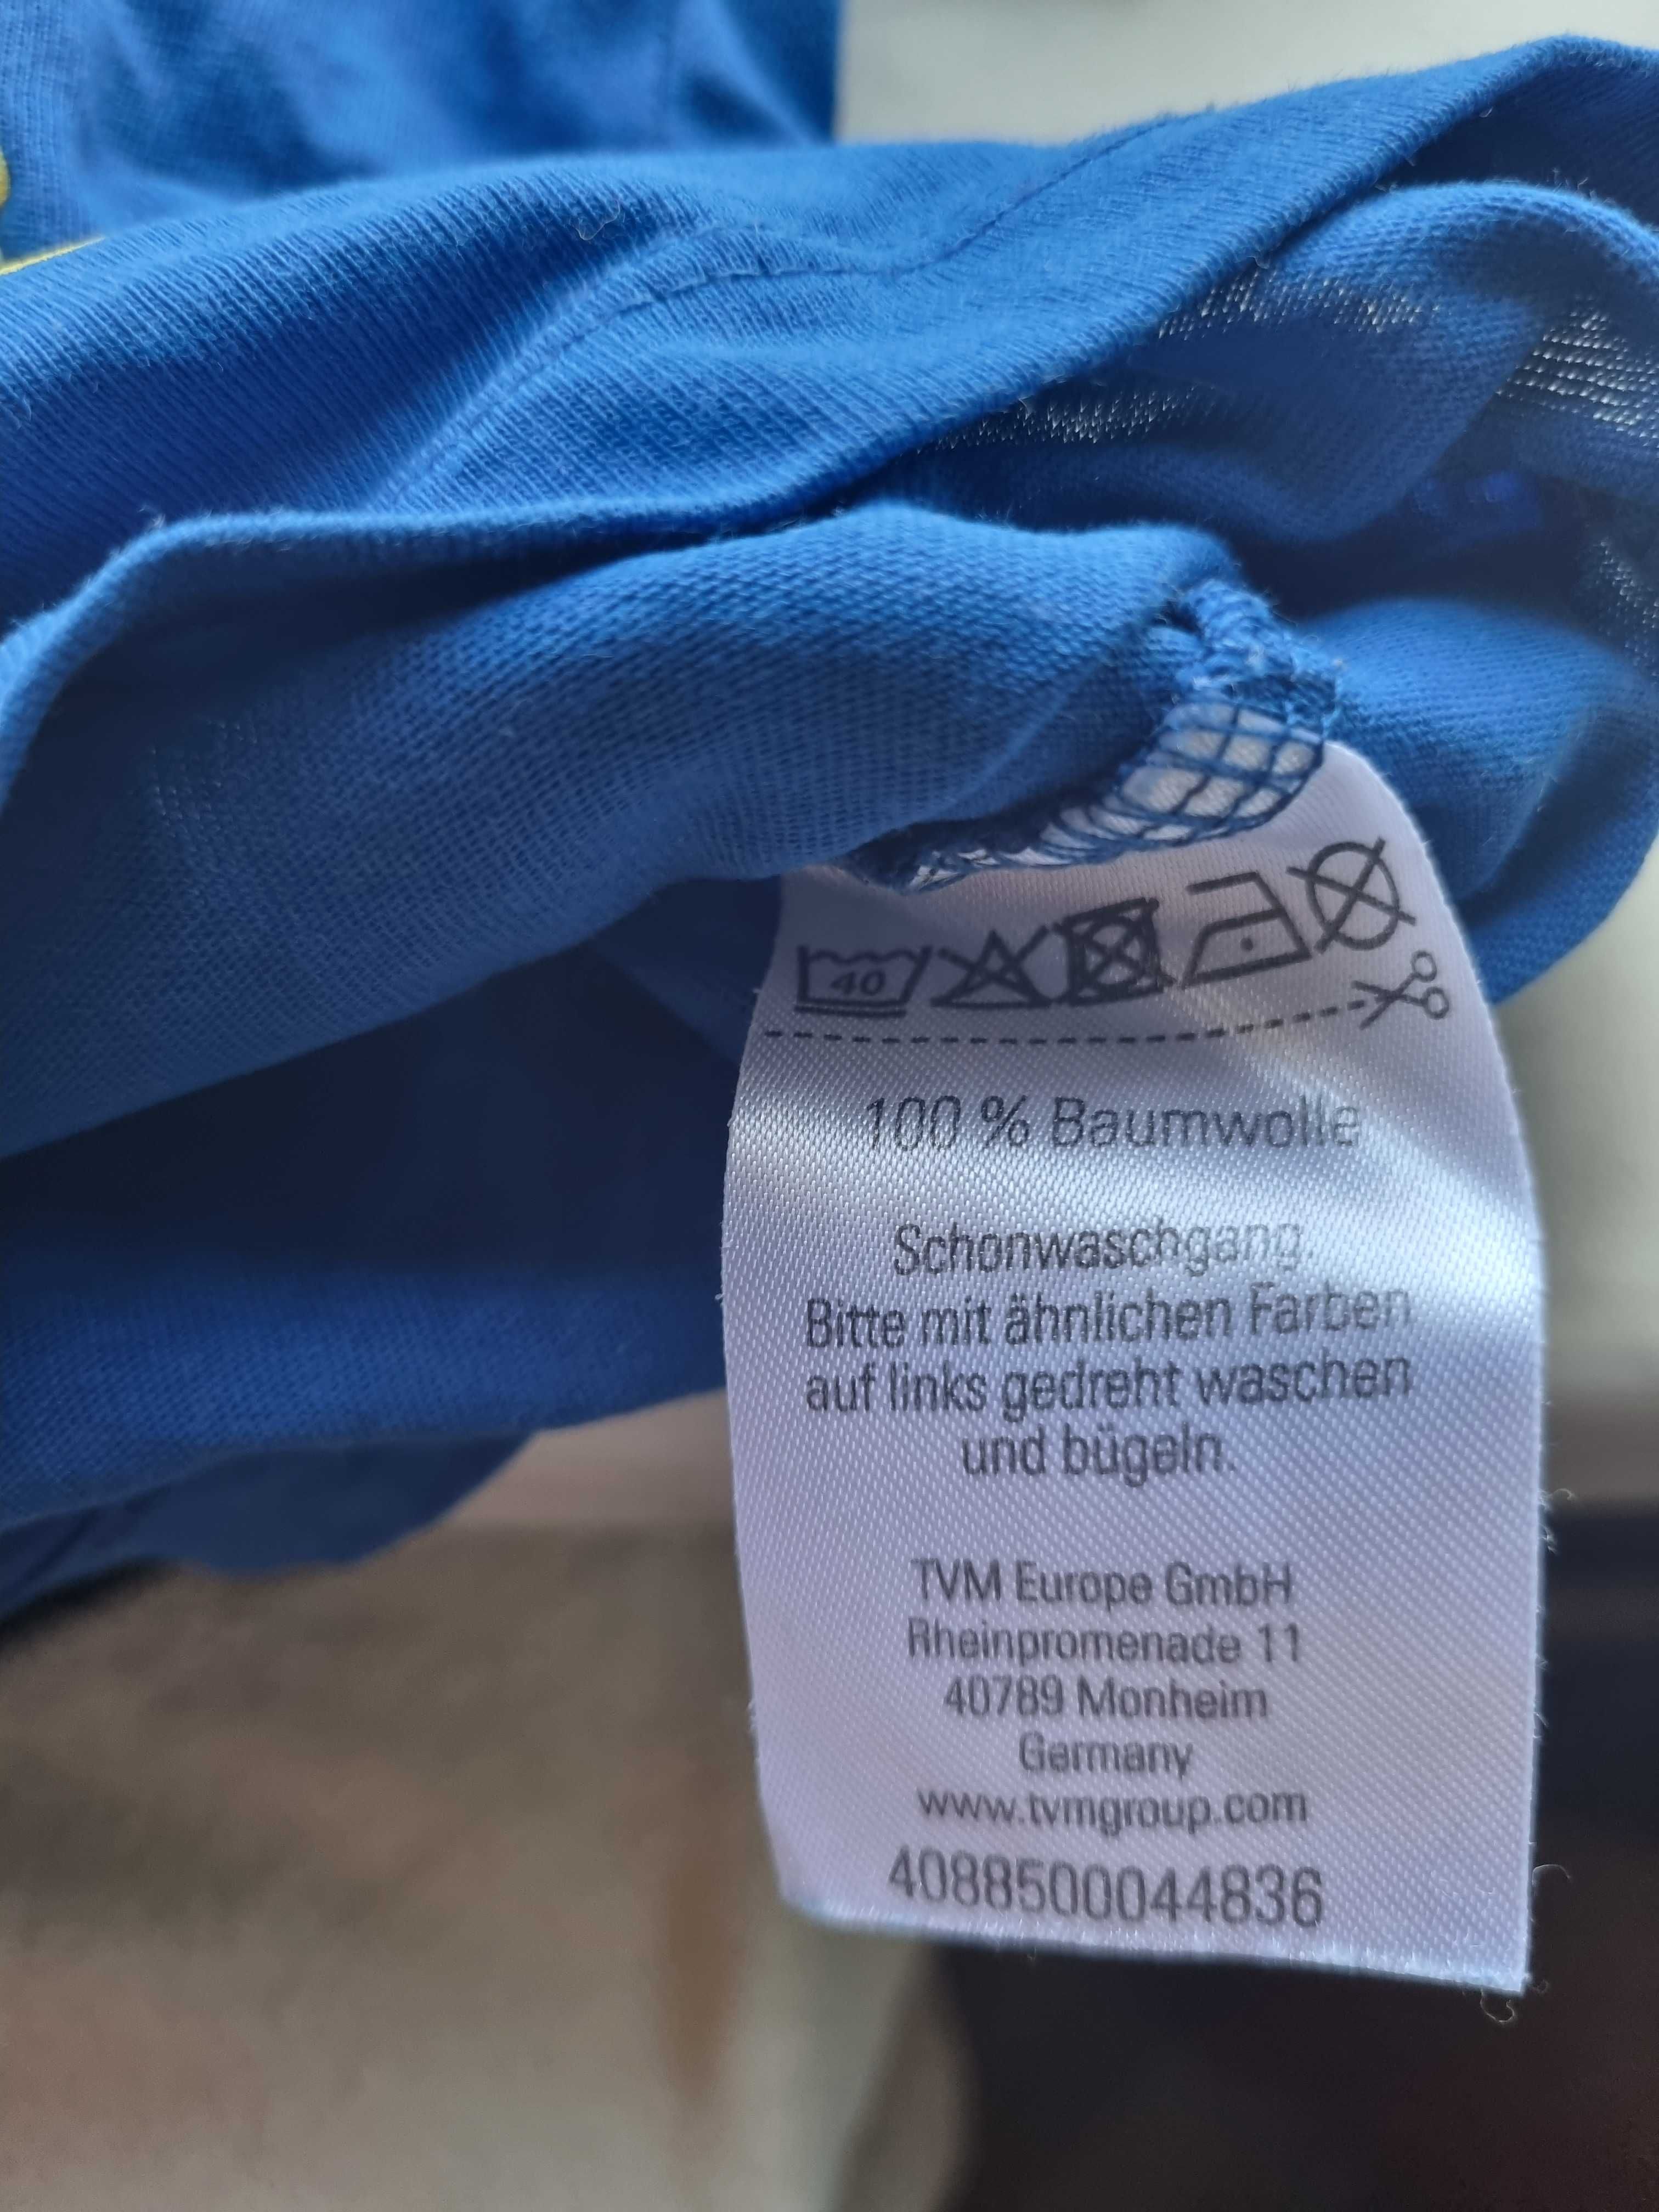 40
100 % Baumwolle
Schonwaschgang.
Bitte mit ähnlichen Farben
auf links gedreht waschen
und bügeln.
TVM Europe GmbH
Rheinpromenade 11
40789 Monheim
Germany
www.tvmgroup.com
4088500044836